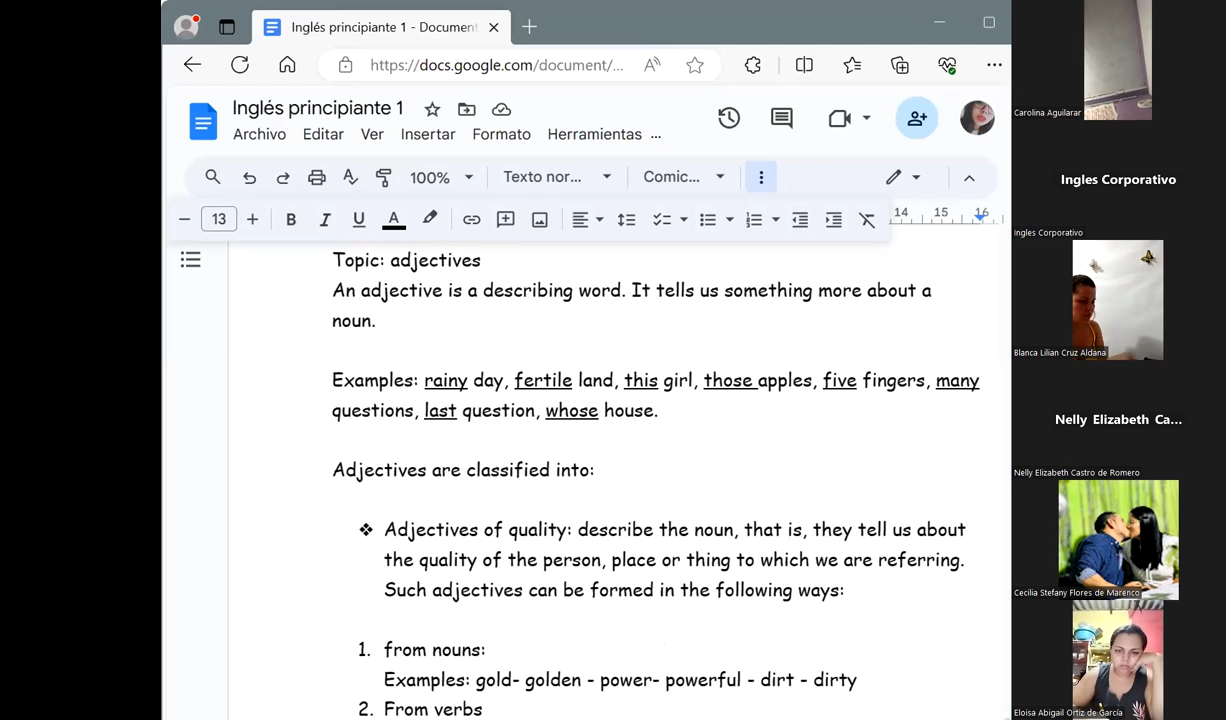 Inglés principiante 1 - Document
https://docs.google.com/document/...
Inglés principiante 1
Archivo Editar Ver Insertar Formato Herramientas ...
100% Texto nor... Comic...
13
14 15 16
Topic: adjectives
An adjective is a describing word. It tells us something more about a
noun.
Examples: rainy day, fertile land, this girl, those apples, five fingers, many
questions, last question, whose house.
Adjectives are classified into:
❖ Adjectives of quality: describe the noun, that is, they tell us about
the quality of the person, place or thing to which we are referring.
Such adjectives can be formed in the following ways:
1. from nouns:
Examples: gold- golden - power- powerful - dirt - dirty
2. From verbs
Carolina Aguilarar
Ingles Corporativo
Ingles Corporativo
Blanca Lilian Cruz Aldana
Nelly Elizabeth Ca...
Nelly Elizabeth Castro de Romero
Cecilia Stefany Flores de Marenco
Eloisa Abigail Ortiz de García